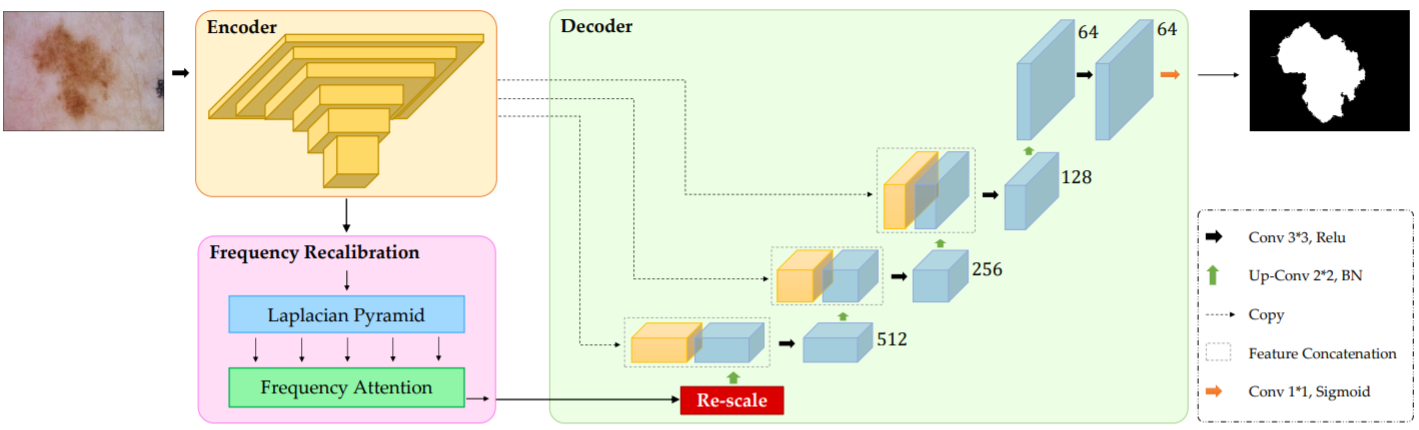 Encoder
Decoder
64
64
128
Frequency Recalibration
256
Laplacian Pyramid
512
Frequency Attention
Re-scale
Conv 3*3, Relu
Up-Conv 2*2, BN
Copy
Feature Concatenation
Conv 1*1, Sigmoid